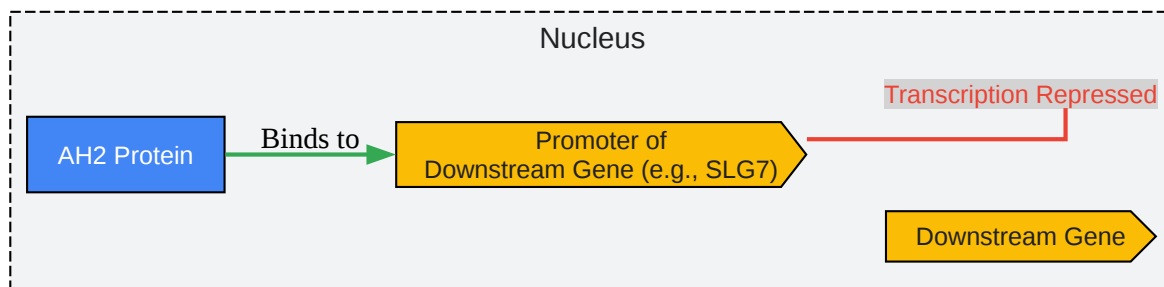 Nucleus
Transcription Repressed
AH2 Protein
Binds to
Promoter of
Downstream Gene (e.g., SLG7)
Downstream Gene